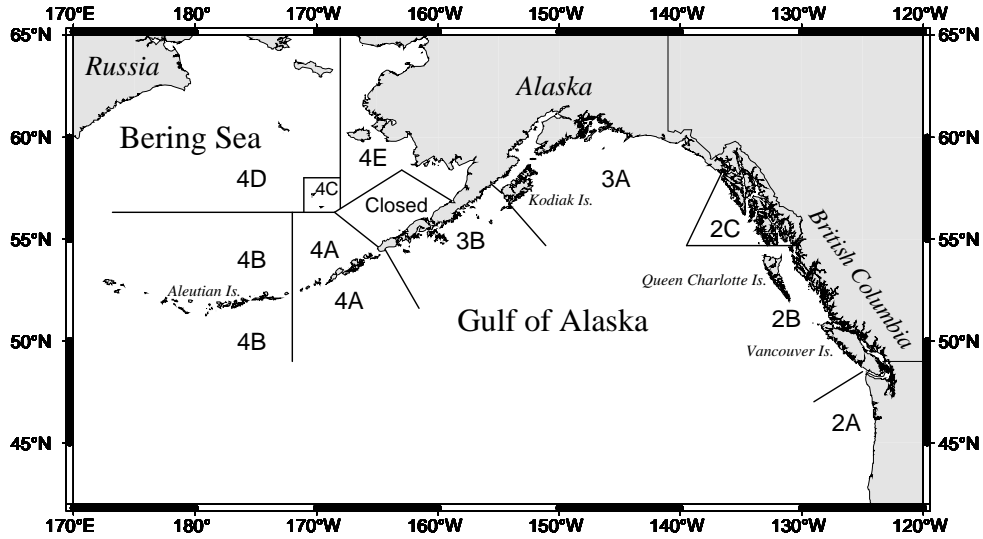 170°E 180° 170°W 160°W 150°W 140°W 130°W 120°W
65°N 65°N
Russia
Alaska
60°N Bering Sea 60°N
4E
4D 4C 3A
Closed Kodiak Is.
British Columbia
55°N 4B 4A 3B 2C 55°N
Aleutian Is. 4A Queen Charlotte Is.
Gulf of Alaska 2B
50°N 4B Vancouver Is. 50°N
2A
45°N 45°N
170°E 180° 170°W 160°W 150°W 140°W 130°W 120°W